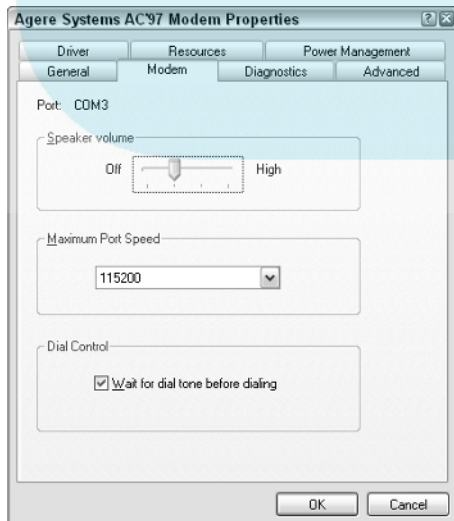 Agere Systems AC'97 Modem Properties
Driver Resources Power Management
General Modem Diagnostics Advanced
Port: COM3
Speaker volume
Off High
Maximum Port Speed
115200
Dial Control
Wait for dial tone before dialing
OK Cancel